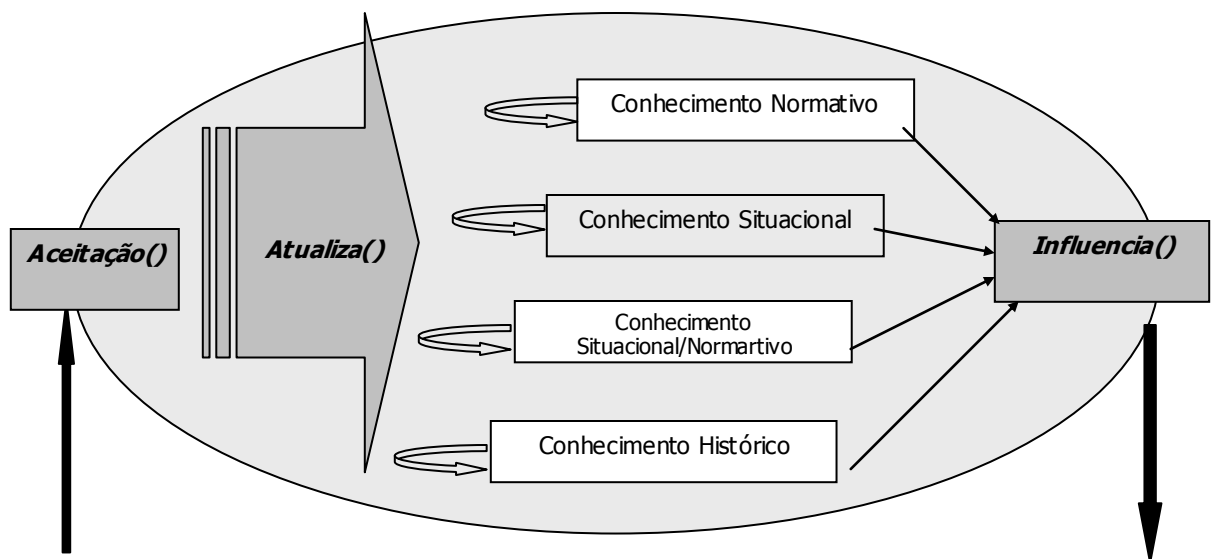 Conhecimento Normativo
Conhecimento Situacional
Aceitação()
Atualiza()
Influencia()
Conhecimento
Situacional/Normartivo
Conhecimento Histórico